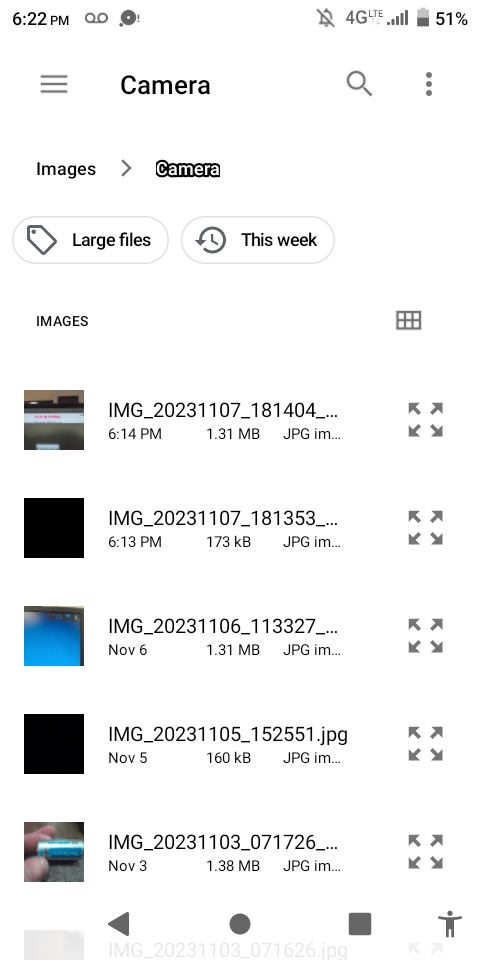 6:22 PM 4G LTE 51%
Camera
Images Camera
Large files This week
IMAGES
IMG_20231107_181404_...
6:14 PM 1.31 MB JPG im...
IMG_20231107_181353_...
6:13 PM 173 kB JPG im...
IMG_20231106_113327_...
Nov 6 1.31 MB JPG im...
IMG_20231105_152551.jpg
Nov 5 160 kB JPG im...
IMG_20231103_071726_...
Nov 3 1.38 MB JPG im...
IMG_20231103_071626.jpg